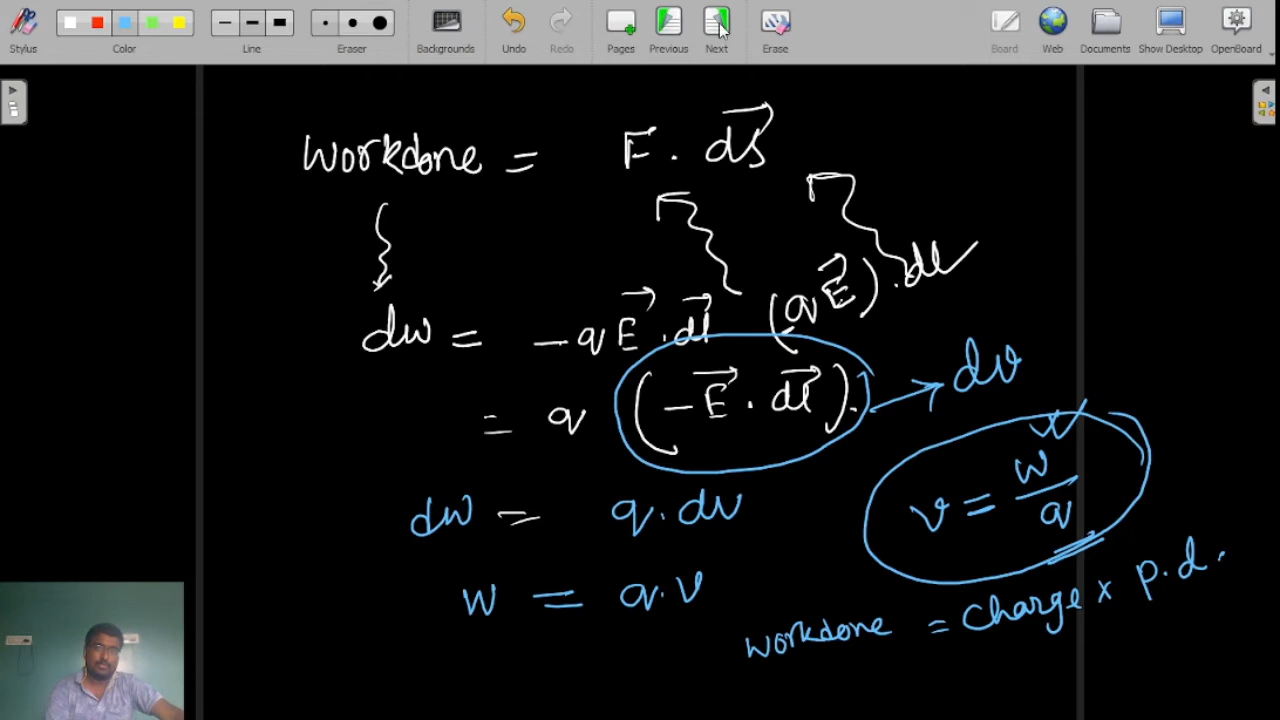 Stylus Color Line Eraser Backgrounds Undo Redo Pages Previous Next Erase Board Web Documents Show Desktop OpenBoard
Workdone = F . ds
dw = -qE . dl (qE) . dl
= q (-E . dl). → dv
dw = q . dv
v = w/q
w = q . v
workdone = charge x p.d.